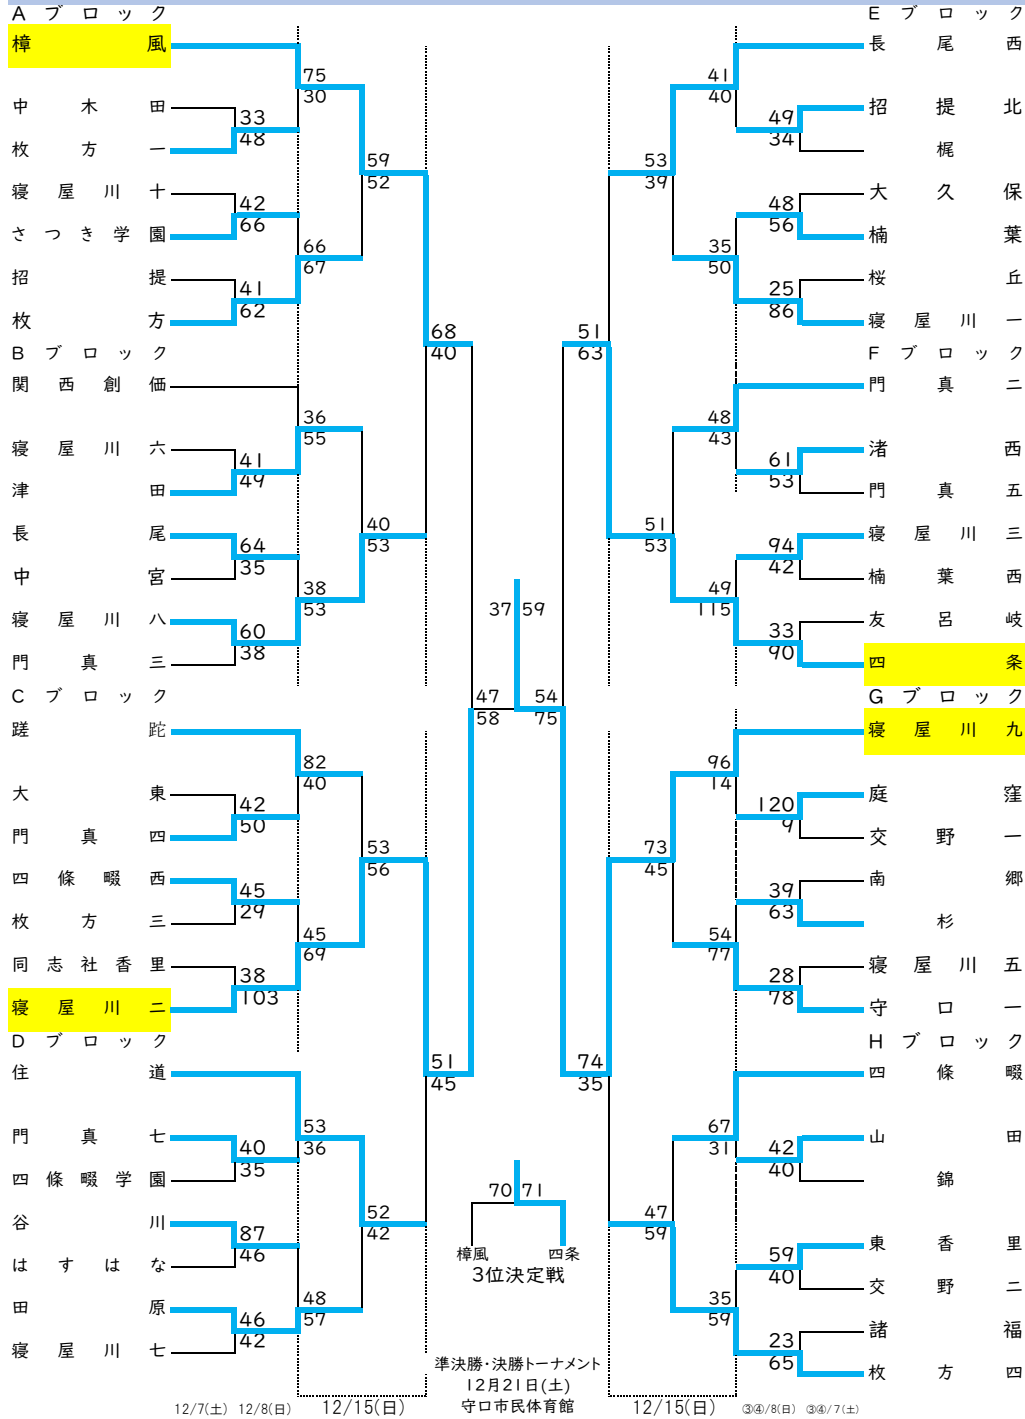 Aブロック
樟風
75
30
中木田
33
48
枚方一
59
52
寝屋川十
42
66
さつき学園
66
67
招提
41
62
枚方
68
40
Bブロック
関西創価
36
55
寝屋川六
41
49
津田
40
53
長尾
64
35
中宮
38
53
寝屋川八
60
38
門真三
47
58
Cブロック
蹉跎
82
40
大東
42
50
門真四
53
56
四條畷西
45
29
枚方三
45
69
同志社香里
38
103
寝屋川二
Dブロック
51
45
住道
53
36
門真七
40
35
四條畷学園
52
42
谷川
87
46
はすはな
48
57
田原
46
42
寝屋川七
37 59
70 71
樟風 四条
3位決定戦
準決勝・決勝トーナメント
12月21日(土)
守口市民体育館
Eブロック
長尾西
41
40
招提北
49
34
梶
53
39
大久保
48
56
楠葉
35
50
桜丘
25
86
寝屋川一
51
63
Fブロック
門真二
48
43
渚西
61
53
門真五
51
53
寝屋川三
94
42
楠葉西
49
115
友呂岐
33
90
四条
54
75
Gブロック
寝屋川九
96
14
庭窪
120
9
交野一
73
45
南郷
39
63
杉
54
77
寝屋川五
28
78
守口一
Hブロック
74
35
四條畷
67
31
山田
42
40
錦
47
59
東香里
59
40
交野二
35
59
諸福
23
65
枚方四
12/7(土) 12/8(日) 12/15(日) 12/15(日) ③④/8(日) ③④/7(土)